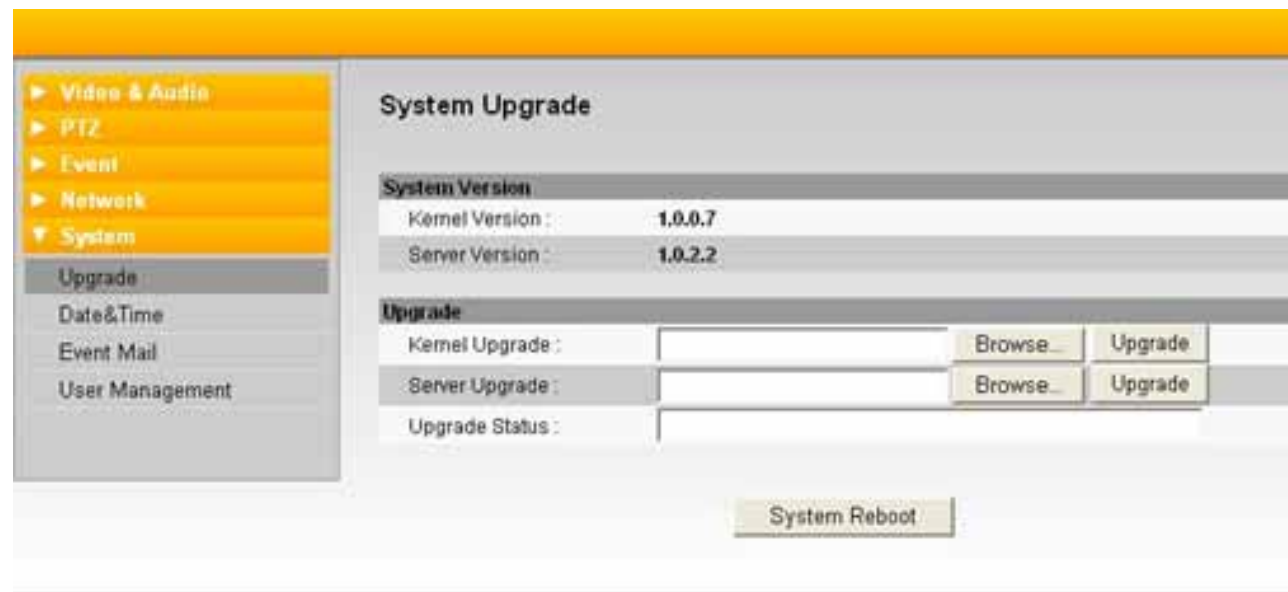 Video & Audio
PTZ
Event
Network
System
Upgrade
Date&Time
Event Mail
User Management
System Upgrade
System Version
Kernel Version : 1.0.0.7
Server Version : 1.0.2.2
Upgrade
Kernel Upgrade : Browse... Upgrade
Server Upgrade : Browse... Upgrade
Upgrade Status :
System Reboot